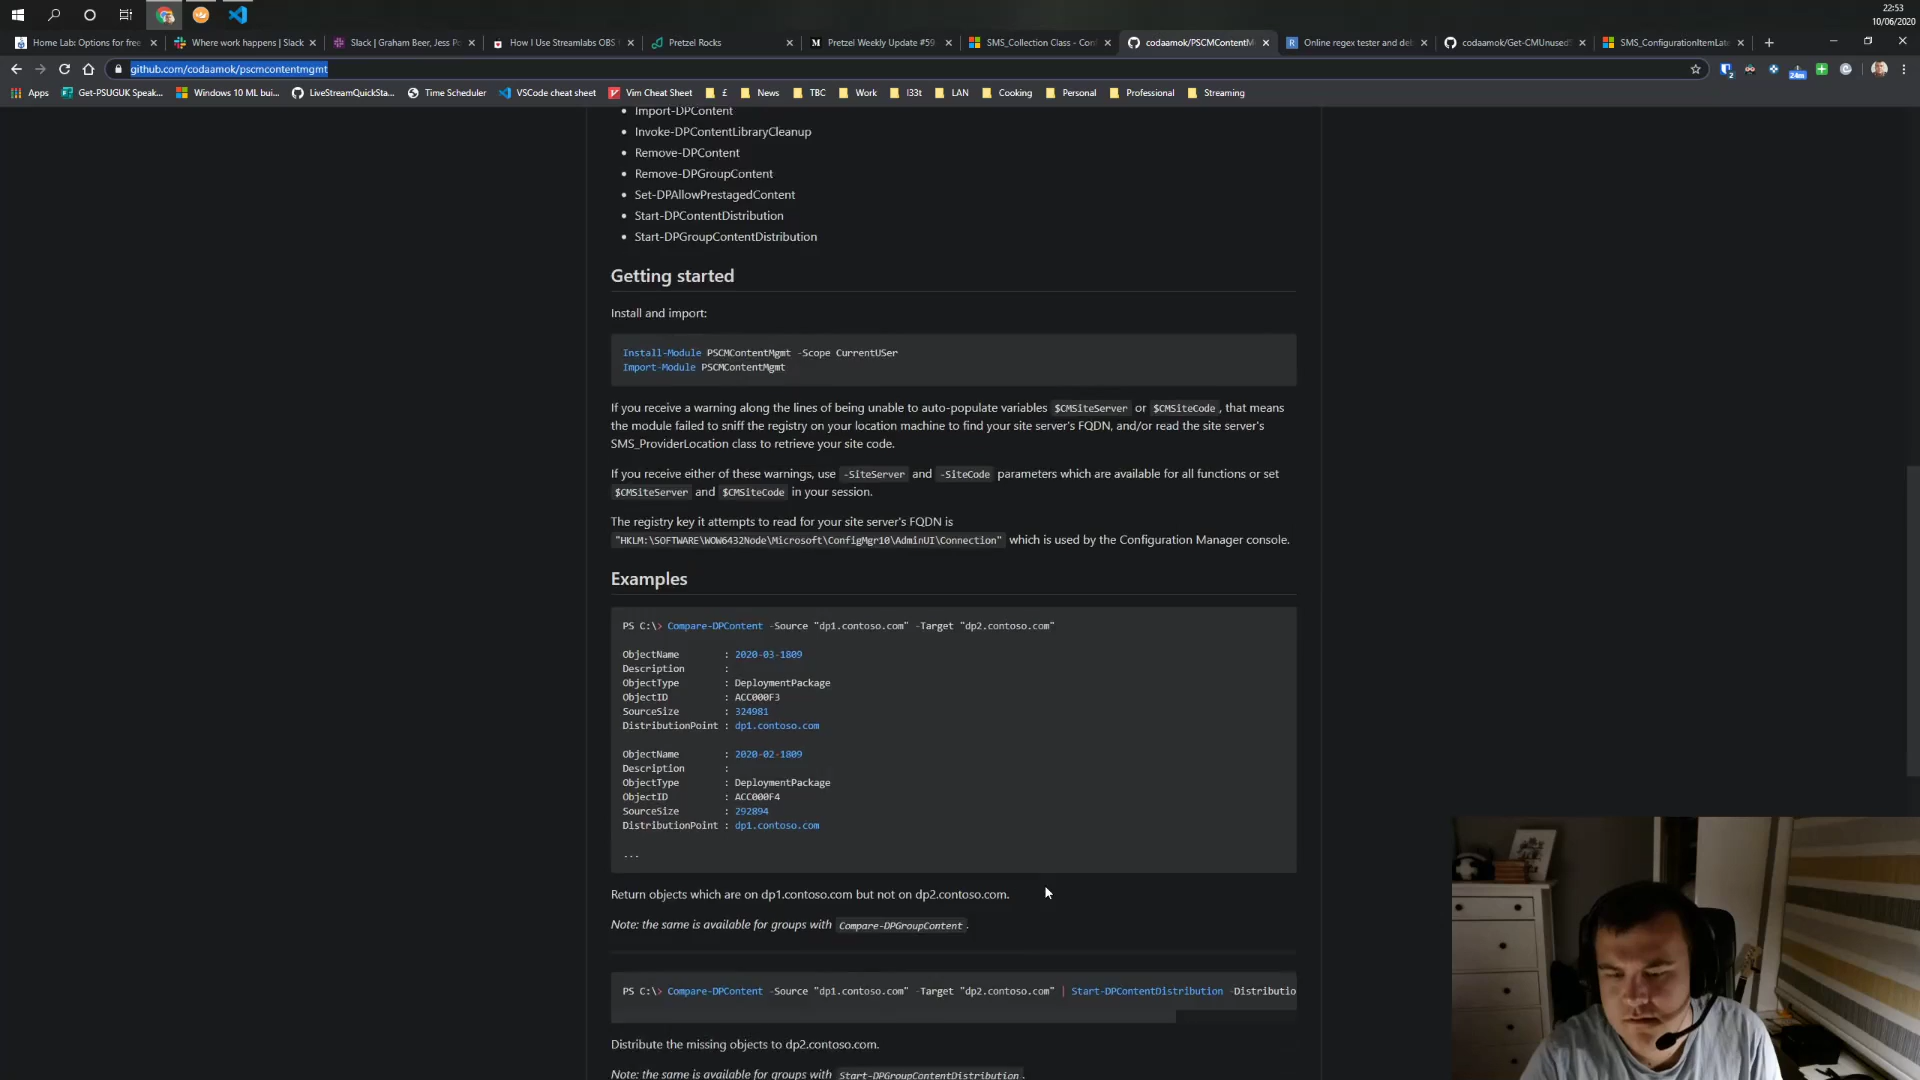 22:53
10/06/2020
Home Lab: Options for free
Where work happens | Slack
Slack | Graham Beer, Jess Po
How I Use Streamlabs OBS
Pretzel Rocks
Pretzel Weekly Update #59
SMS_Collection Class - Con
codaamok/PSCMContentM
Online regex tester and de
codaamok/Get-CMUnused
SMS_ConfigurationItemLate
github.com/codaamok/pscmcontentmgmt
24m
Apps
Get-PSUGUK Speak...
Windows 10 ML bui...
LiveStreamQuickSta...
Time Scheduler
VSCode cheat sheet
Vim Cheat Sheet
£
News
TBC
Work
l33t
LAN
Cooking
Personal
Professional
Streaming
Import-DPContent
Invoke-DPContentLibraryCleanup
Remove-DPContent
Remove-DPGroupContent
Set-DPAllowPrestagedContent
Start-DPContentDistribution
Start-DPGroupContentDistribution
Getting started
Install and import:
Install-Module PSCMContentMgmt -Scope CurrentUSer
Import-Module PSCMContentMgmt
If you receive a warning along the lines of being unable to auto-populate variables $CMSiteServer or $CMSiteCode, that means
the module failed to sniff the registry on your location machine to find your site server's FQDN, and/or read the site server's
SMS_ProviderLocation class to retrieve your site code.
If you receive either of these warnings, use -SiteServer and -SiteCode parameters which are available for all functions or set
$CMSiteServer and $CMSiteCode in your session.
The registry key it attempts to read for your site server's FQDN is
"HKLM:\SOFTWARE\WOW6432Node\Microsoft\ConfigMgr10\AdminUI\Connection" which is used by the Configuration Manager console.
Examples
PS C:\> Compare-DPContent -Source "dp1.contoso.com" -Target "dp2.contoso.com"
ObjectName : 2020-03-1809
Description :
ObjectType : DeploymentPackage
ObjectID : ACC000F3
SourceSize : 324981
DistributionPoint : dp1.contoso.com
ObjectName : 2020-02-1809
Description :
ObjectType : DeploymentPackage
ObjectID : ACC000F4
SourceSize : 292894
DistributionPoint : dp1.contoso.com
...
Return objects which are on dp1.contoso.com but not on dp2.contoso.com.
Note: the same is available for groups with Compare-DPGroupContent.
PS C:\> Compare-DPContent -Source "dp1.contoso.com" -Target "dp2.contoso.com" | Start-DPContentDistribution -Distributio
Distribute the missing objects to dp2.contoso.com.
Note: the same is available for groups with Start-DPGroupContentDistribution.